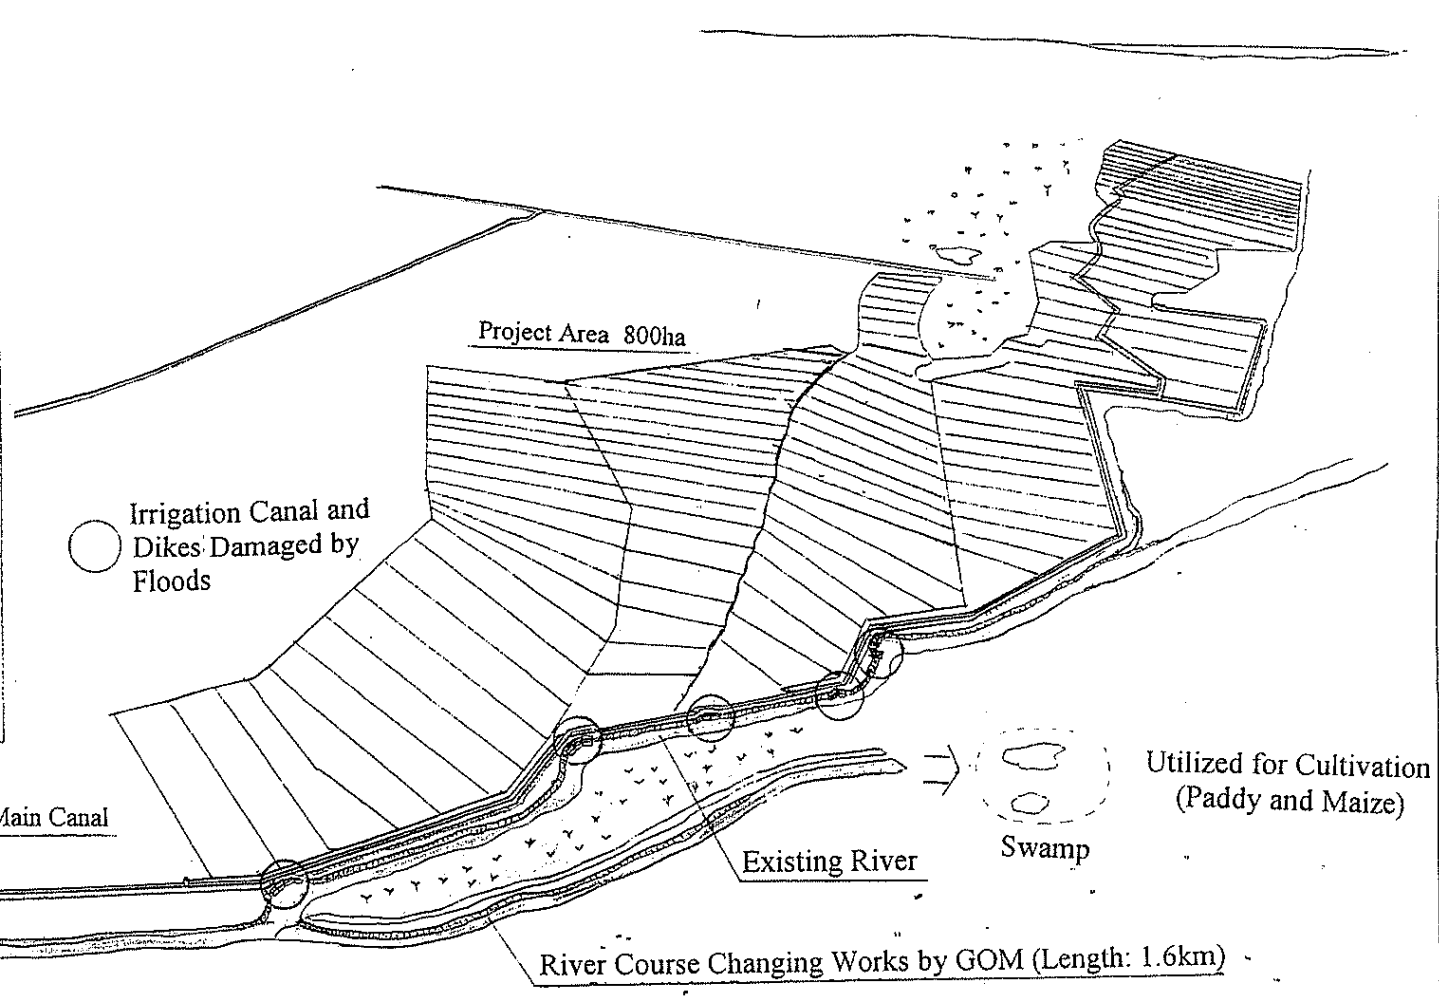 Project Area 800ha
Irrigation Canal and
Dikes Damaged by
Floods
Main Canal
Utilized for Cultivation
(Paddy and Maize)
Swamp
Existing River
River Course Changing Works by GOM (Length: 1.6km)